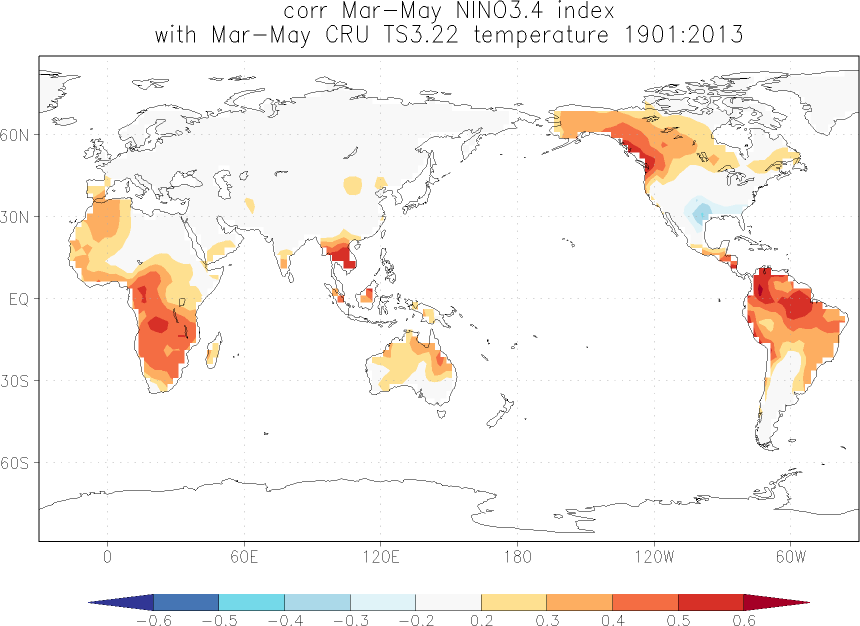 corr Mar-May NINO3.4 index
with Mar-May CRU TS3.22 temperature 1901:2013
60N
30N
EQ
30S
60S
0 60E 120E 180 120W 60W
-0.6 -0.5 -0.4 -0.3 -0.2 0.2 0.3 0.4 0.5 0.6